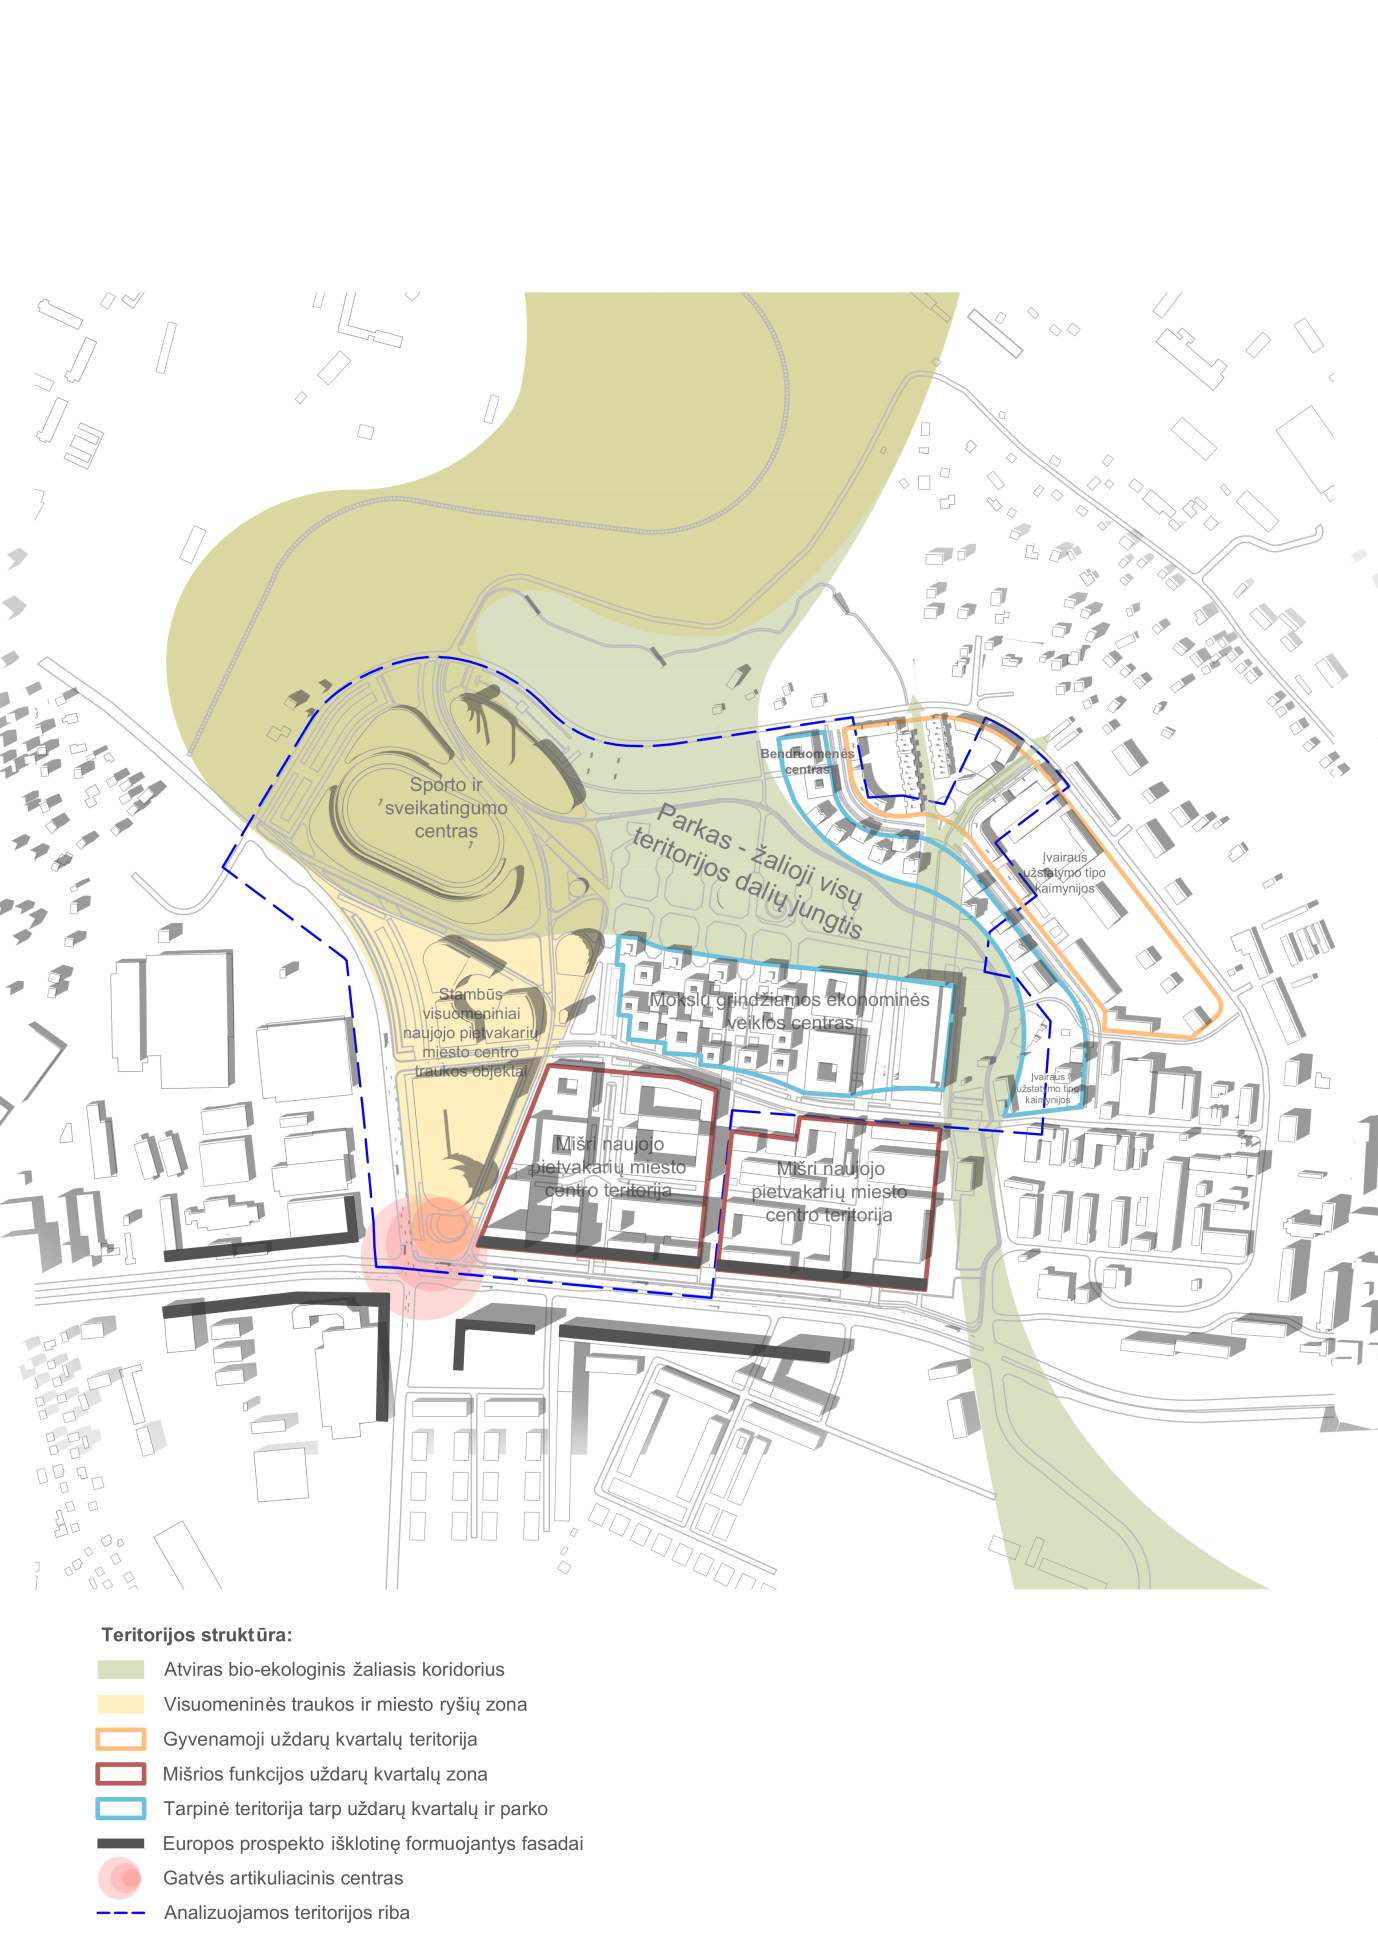 Bendruomenės
centras
Sporto ir
sveikatingumo
centras
Parkas - žalioji visų
teritorijos dalių jungtis
Įvairaus
užstatymo tipo
kaimynijos
Stambūs
visuomeniniai
naujojo pietvakarių
miesto centro
traukos objektai
Mokslų grindžiamos ekonominės
veiklos centras
Įvairaus
užstatymo tipo
kaimynijos
Mišri naujojo
pietvakarių miesto
centro teritorija
Mišri naujojo
pietvakarių miesto
centro teritorija
Teritorijos struktūra:
Atviras bio-ekologinis žaliasis koridorius
Visuomeninės traukos ir miesto ryšių zona
Gyvenamoji uždarų kvartalų teritorija
Mišrios funkcijos uždarų kvartalų zona
Tarpinė teritorija tarp uždarų kvartalų ir parko
Europos prospekto išklotinę formuojantys fasadai
Gatvės artikuliacinis centras
Analizuojamos teritorijos riba